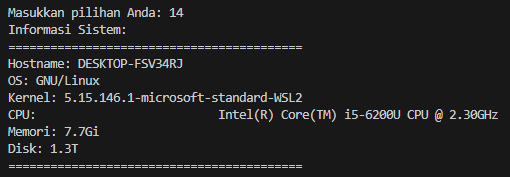 Masukkan pilihan Anda: 14
Informasi Sistem:
==========================================
Hostname: DESKTOP-FSV34RJ
OS: GNU/Linux
Kernel: 5.15.146.1-microsoft-standard-WSL2
CPU:                          Intel(R) Core(TM) i5-6200U CPU @ 2.30GHz
Memori: 7.7Gi
Disk: 1.3T
==========================================